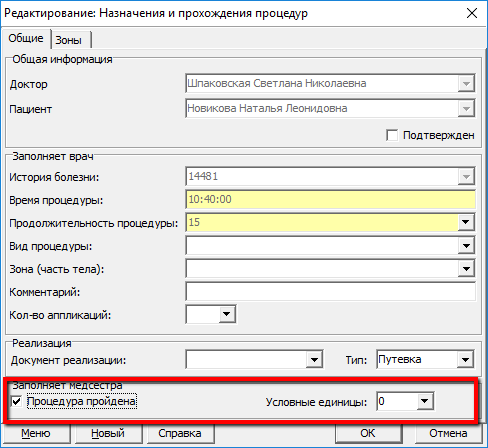 Редактирование: Назначения и прохождения процедур
Общие Зоны
Общая информация
Доктор Шпаковская Светлана Николаевна
Пациент Новикова Наталья Леонидовна
Подтвержден
Заполняет врач
История болезни: 14481
Время процедуры: 10:40:00
Продолжительность процедуры: 15
Вид процедуры:
Зона (часть тела):
Комментарий:
Кол-во аппликаций:
Реализация
Документ реализации: Тип: Путевка
Заполняет медсестра
Процедура пройдена Условные единицы: 0
Меню Новый Справка ОК Отмена